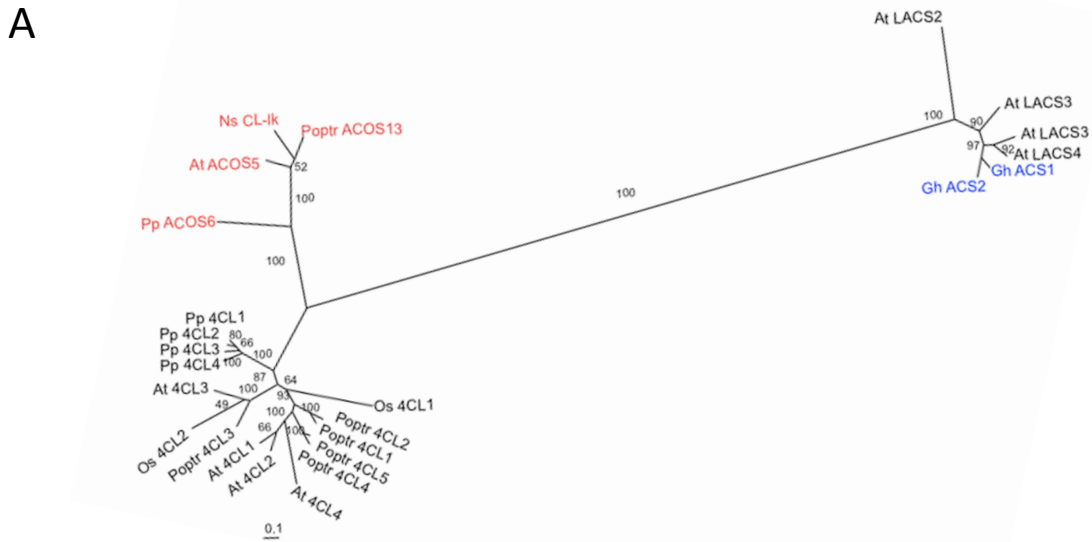 A
At LACS2
At LACS3
100
90
At LACS3
97
92
At LACS4
Gh ACS1
Gh ACS2
Ns CL-lk
Poptr ACOS13
At ACOS5
52
100
100
Pp ACOS6
100
Pp 4CL1
Pp 4CL2
80
66
Pp 4CL3
Pp 4CL4
100
100
87
64
At 4CL3
100
93
Os 4CL1
49
100
100
Poptr 4CL2
Os 4CL2
Poptr 4CL3
66
100
Poptr 4CL1
At 4CL1
Poptr 4CL5
At 4CL2
Poptr 4CL4
At 4CL4
0.1